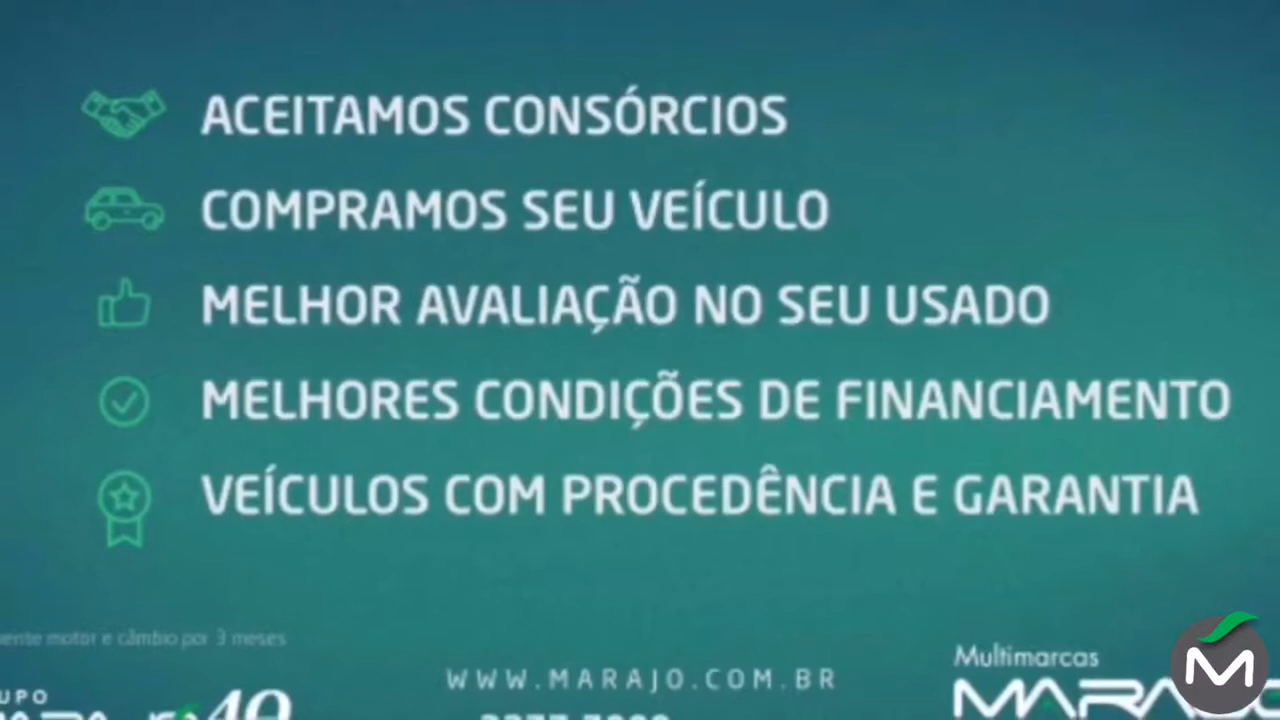 ACEITAMOS CONSÓRCIOS
COMPRAMOS SEU VEÍCULO
MELHOR AVALIAÇÃO NO SEU USADO
MELHORES CONDIÇÕES DE FINANCIAMENTO
VEÍCULOS COM PROCEDÊNCIA E GARANTIA
motor e câmbio por 3 meses
WWW.MARAJO.COM.BR
Multimarcas
M
40